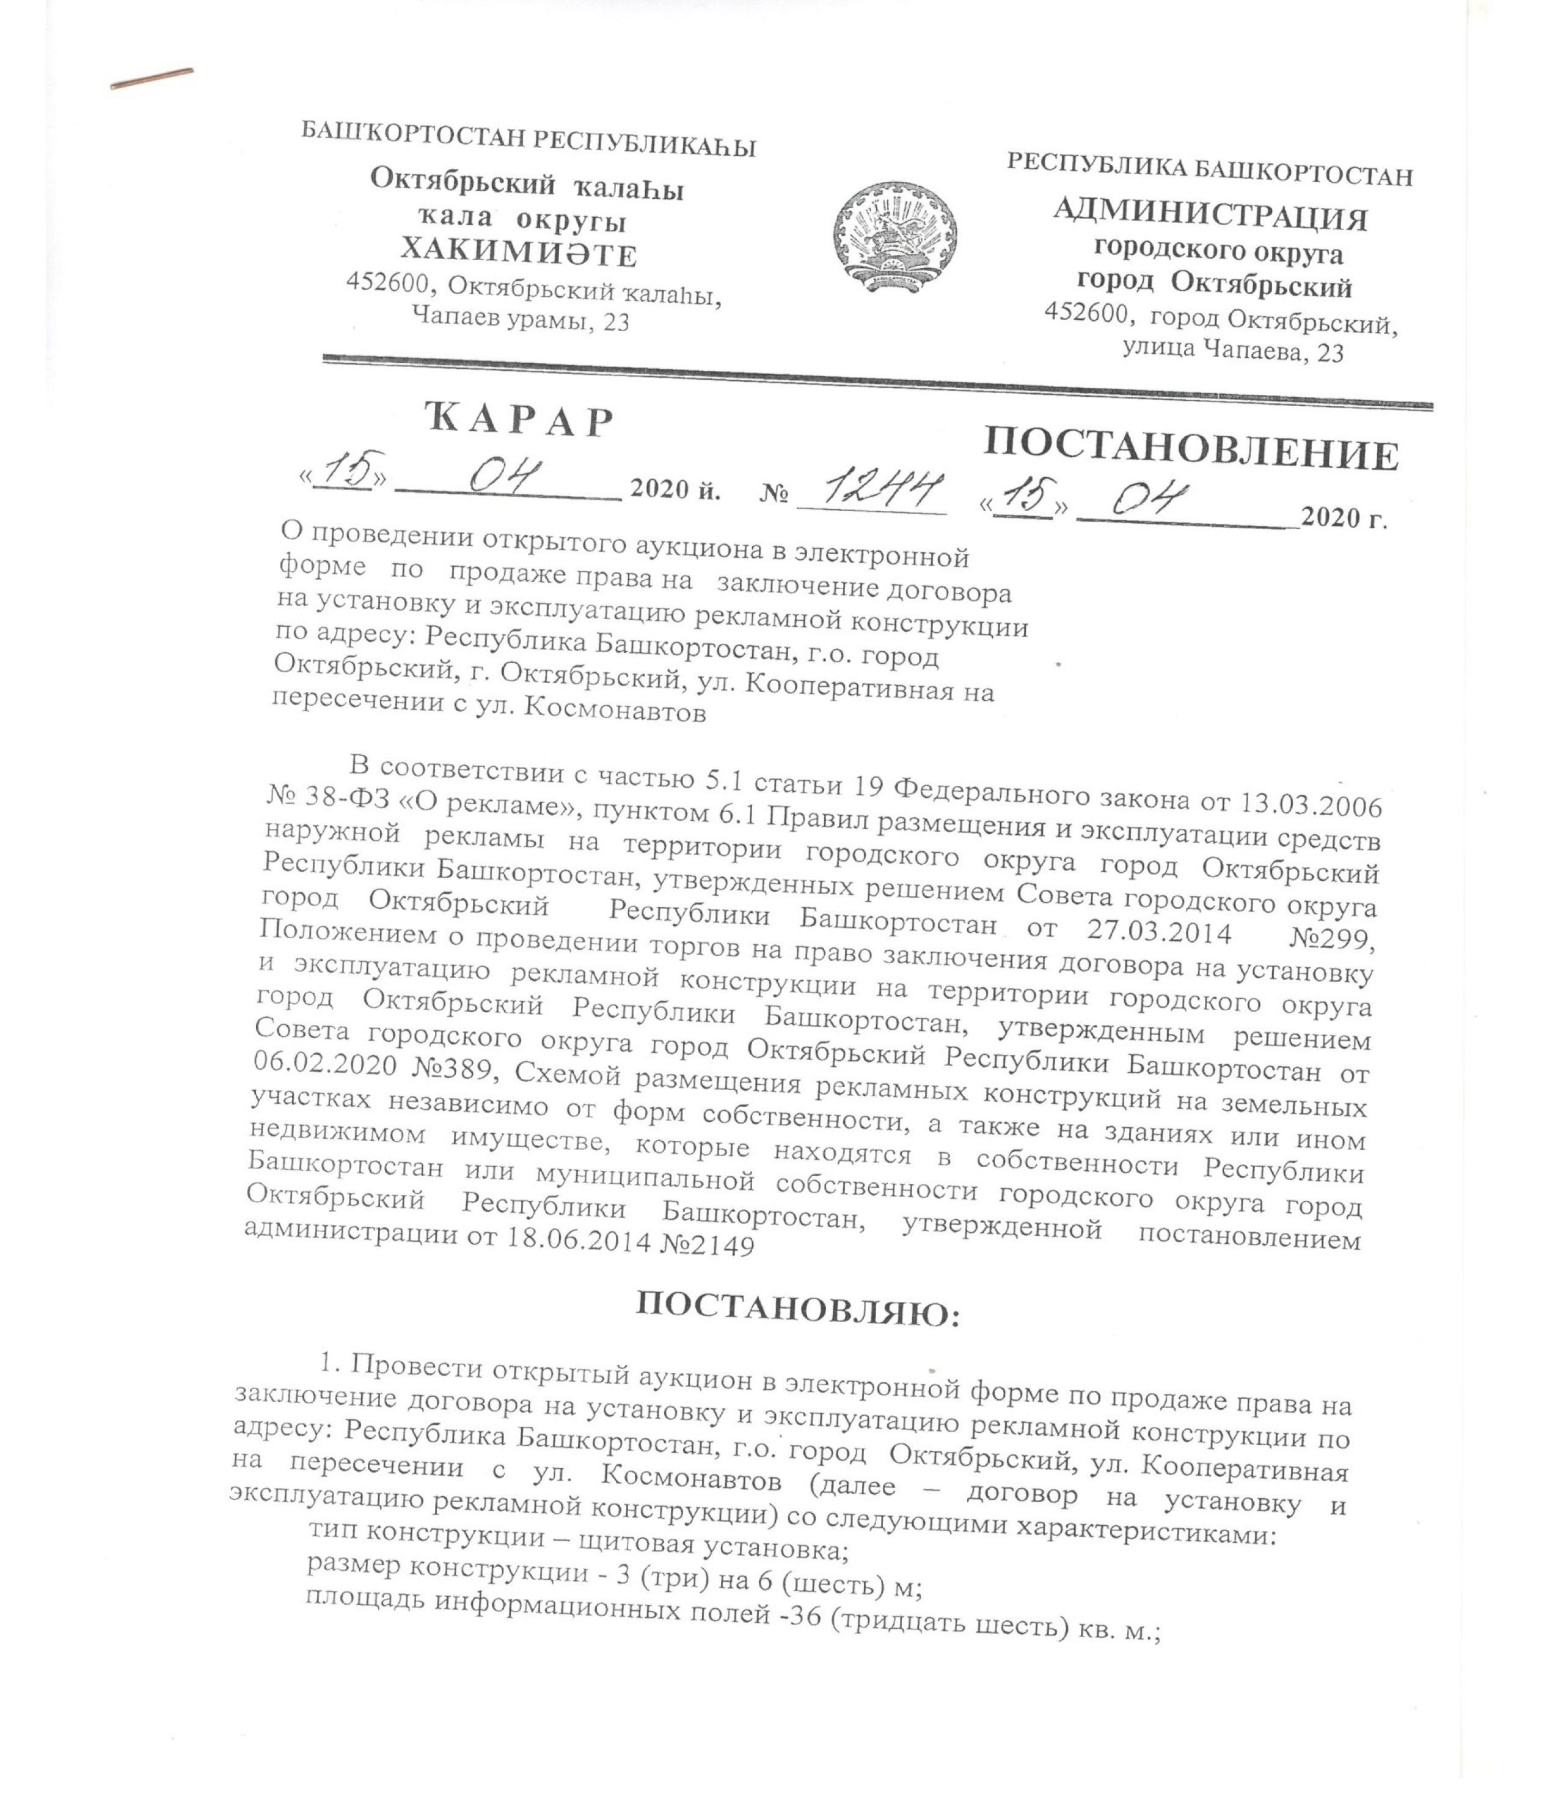 БАШҠОРТОСТАН РЕСПУБЛИКАҺЫ
Октябрьский ҡалаҺы
ҡала округы
ХАКИМИӘТЕ
452600, Октябрьский ҡалаһы,
Чапаев урамы, 23
РЕСПУБЛИКА БАШКОРТОСТАН
АДМИНИСТРАЦИЯ
городского округа
город Октябрьский
452600, город Октябрьский,
улица Чапаева, 23
ҠАРАР
ПОСТАНОВЛЕНИЕ
«15» 04 2020 й. № 1244 «15» 04 2020 г.
О проведении открытого аукциона в электронной
форме по продаже права на заключение договора
на установку и эксплуатацию рекламной конструкции
по адресу: Республика Башкортостан, г.о. город
Октябрьский, г. Октябрьский, ул. Кооперативная на
пересечении с ул. Космонавтов
В соответствии с частью 5.1 статьи 19 Федерального закона от 13.03.2006
№ 38-ФЗ «О рекламе», пунктом 6.1 Правил размещения и эксплуатации средств
наружной рекламы на территории городского округа город Октябрьский
Республики Башкортостан, утвержденных решением Совета городского округа
город Октябрьский Республики Башкортостан от 27.03.2014 №299,
Положением о проведении торгов на право заключения договора на установку
и эксплуатацию рекламной конструкции на территории городского округа
город Октябрьский Республики Башкортостан, утвержденным решением
Совета городского округа город Октябрьский Республики Башкортостан от
06.02.2020 №389, Схемой размещения рекламных конструкций на земельных
участках независимо от форм собственности, а также на зданиях или ином
недвижимом имуществе, которые находятся в собственности Республики
Башкортостан или муниципальной собственности городского округа город
Октябрьский Республики Башкортостан, утвержденной постановлением
администрации от 18.06.2014 №2149
ПОСТАНОВЛЯЮ:
1. Провести открытый аукцион в электронной форме по продаже права на
заключение договора на установку и эксплуатацию рекламной конструкции по
адресу: Республика Башкортостан, г.о. город Октябрьский, ул. Кооперативная
на пересечении с ул. Космонавтов (далее – договор на установку и
эксплуатацию рекламной конструкции) со следующими характеристиками:
тип конструкции – щитовая установка;
размер конструкции - 3 (три) на 6 (шесть) м;
площадь информационных полей -36 (тридцать шесть) кв. м.;